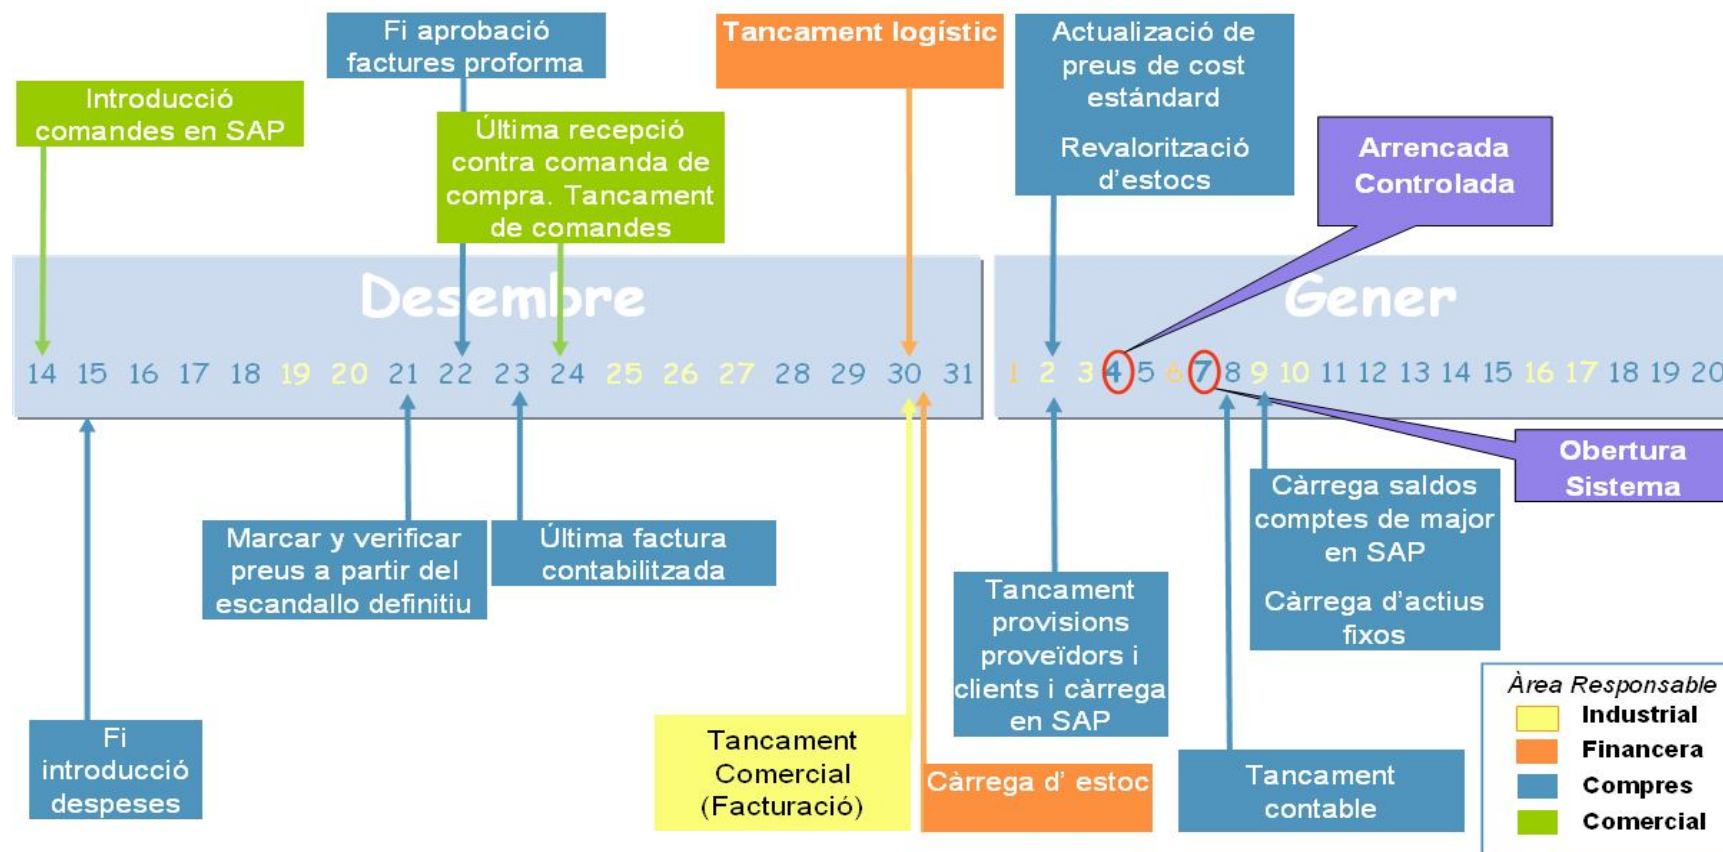 Fi aprobació
factures proforma
Tancament logístic
Actualizació de
preus de cost
estándard
Revalorització
d'estocs
Introducció
comandes en SAP
Última recepció
contra comanda de
compra. Tancament
de comandes
Arrencada
Controlada
Desembre
Gener
14 15 16 17 18 19 20 21 22 23 24 25 26 27 28 29 30 31
1 2 3 4 5 6 7 8 9 10 11 12 13 14 15 16 17 18 19 20
Obertura
Sistema
Marcar y verificar
preus a partir del
escandallo definitiu
Última factura
contabilitzada
Càrrega saldos
comptes de major
en SAP
Càrrega d'actius
fixos
Tancament
provisions
proveïdors i
clients i càrrega
en SAP
Fi
introducció
despeses
Tancament
Comercial
(Facturació)
Càrrega d' estoc
Tancament
contable
Àrea Responsable
Industrial
Financera
Compres
Comercial